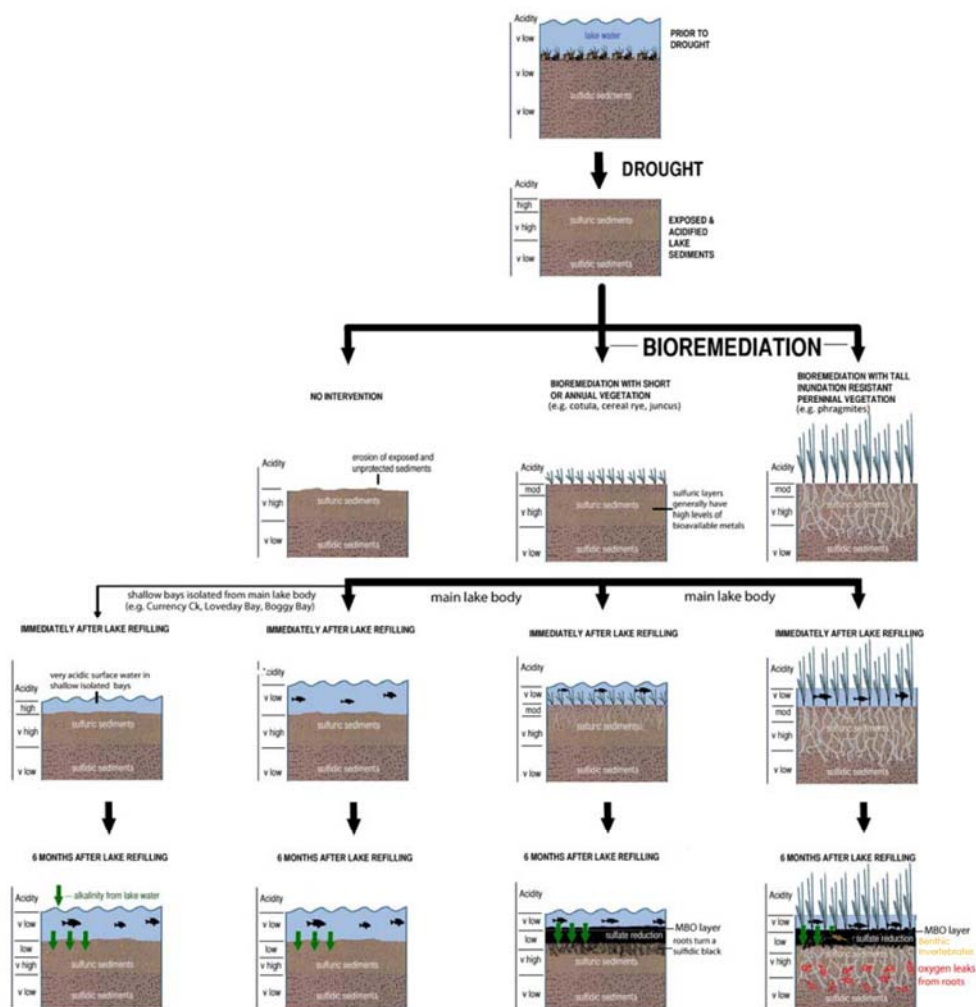 Acidity
v low
v low
v low
lake water
sulfidic sediments
PRIOR TO
DROUGHT
DROUGHT
Acidity
high
v high
v low
sulfuric sediments
sulfidic sediments
EXPOSED &
ACIDIFIED
LAKE
SEDIMENTS
BIOREMEDIATION
NO INTERVENTION
BIOREMEDIATION WITH SHORT
OR ANNUAL VEGETATION
(e.g. cotula, cereal rye, juncus)
BIOREMEDIATION WITH TALL
INUNDATION RESISTANT
PERENNIAL VEGETATION
(e.g. phragmites)
erosion of exposed and
unprotected sediments
Acidity
v high
v low
sulfuric sediments
sulfidic sediments
Acidity
mod
v high
v low
sulfuric sediments
sulfidic sediments
sulfuric layers
generally have
high levels of
bioavailable metals
Acidity
mod
v high
v low
sulfuric sediments
sulfidic sediments
shallow bays isolated from main lake body
(e.g. Currency Ck, Loveday Bay, Boggy Bay)
main lake body
main lake body
IMMEDIATELY AFTER LAKE REFILLING
IMMEDIATELY AFTER LAKE REFILLING
IMMEDIATELY AFTER LAKE REFILLING
IMMEDIATELY AFTER LAKE REFILLING
very acidic surface water in
shallow isolated bays
Acidity
high
v high
v low
sulfuric sediments
sulfidic sediments
cidity
v low
v high
v low
sulfuric sediments
sulfidic sediments
Acidity
v low
mod
v high
v low
sulfuric sediments
sulfidic sediments
Acidity
v low
mod
v high
v low
sulfuric sediments
sulfidic sediments
6 MONTHS AFTER LAKE REFILLING
6 MONTHS AFTER LAKE REFILLING
6 MONTHS AFTER LAKE REFILLING
6 MONTHS AFTER LAKE REFILLING
alkalinity from lake water
Acidity
v low
low
v high
v low
sulfuric sediments
sulfidic sediments
Acidity
v low
low
v high
v low
sulfuric sediments
sulfidic sediments
Acidity
v low
low
v high
v low
sulfate reduction
sulfidic sediments
MBO layer
roots turn a
sulfidic black
Acidity
v low
low
v high
v low
sulfate reduction
sulfidic sediments
MBO layer
benthic
invertebrates
oxygen leaks
from roots